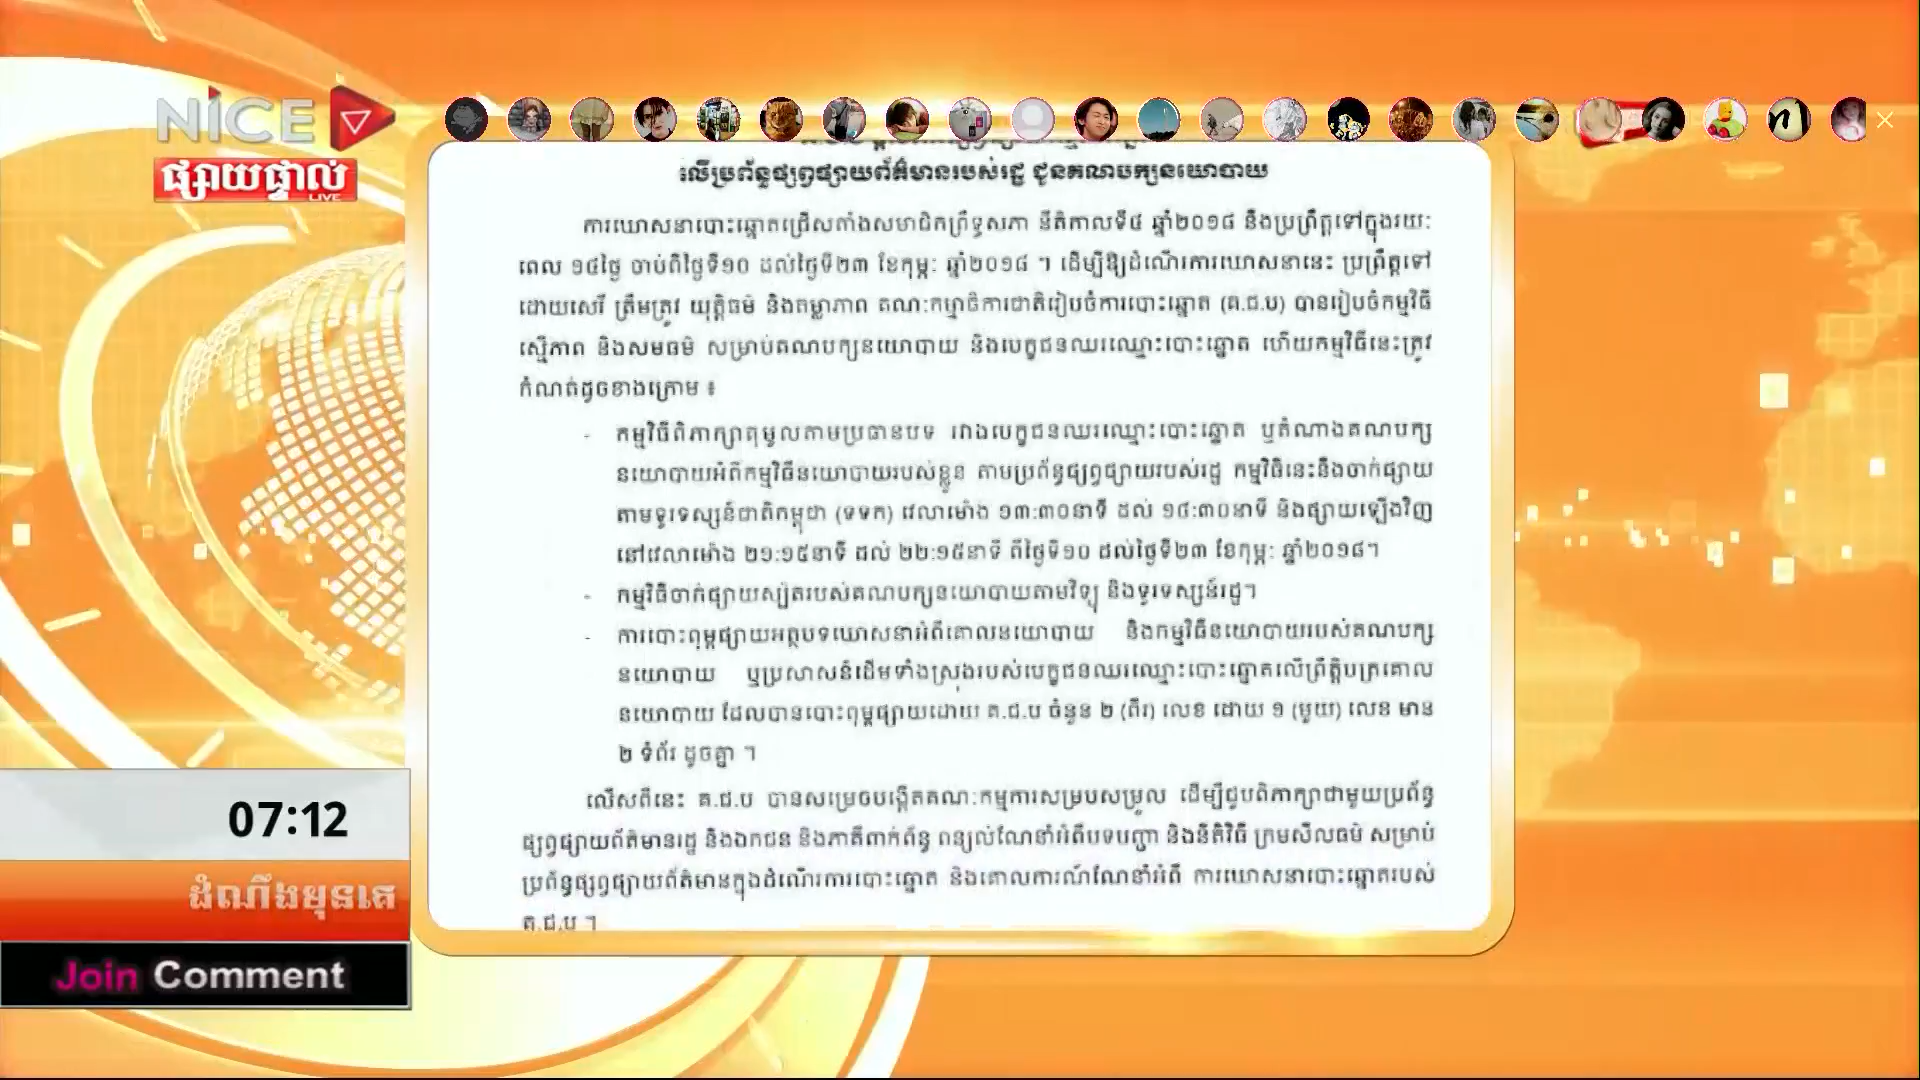 NiCE
ផ្សាយផ្ទាល់
LIVE
លើប្រព័ន្ធផ្សព្វផ្សាយព័ត៌មានរបស់រដ្ឋ ជូនគណបក្សនយោបាយ
ការឃោសនាបោះឆ្នោតជ្រើសតាំងសមាជិកព្រឹទ្ធសភា នីតិកាលទី៤ ឆ្នាំ២០១៨ នឹងប្រព្រឹត្តទៅក្នុងរយៈ
ពេល ១៤ថ្ងៃ ចាប់ពីថ្ងៃទី១០ ដល់ថ្ងៃទី២៣ ខែកុម្ភៈ ឆ្នាំ២០១៨ ។ ដើម្បីឱ្យដំណើរការឃោសនានេះ ប្រព្រឹត្តទៅ
ដោយសេរី ត្រឹមត្រូវ យុត្តិធម៌ និងតម្លាភាព គណៈកម្មាធិការជាតិរៀបចំការបោះឆ្នោត (គ.ជ.ប) បានរៀបចំកម្មវិធី
ស្មើភាព និងសមធម៌ សម្រាប់គណបក្សនយោបាយ និងបេក្ខជនឈរឈ្មោះបោះឆ្នោត ហើយកម្មវិធីនេះត្រូវ
កំណត់ដូចខាងក្រោម ៖
- កម្មវិធីពិភាក្សាតុមូលតាមប្រធានបទ រវាងបេក្ខជនឈរឈ្មោះបោះឆ្នោត ឬតំណាងគណបក្ស
នយោបាយអំពីកម្មវិធីនយោបាយរបស់ខ្លួន តាមប្រព័ន្ធផ្សព្វផ្សាយរបស់រដ្ឋ កម្មវិធីនេះនឹងចាក់ផ្សាយ
តាមទូរទស្សន៍ជាតិកម្ពុជា (ទទក) វេលាម៉ោង ១៣:៣០នាទី ដល់ ១៤:៣០នាទី និងផ្សាយឡើងវិញ
នៅវេលាម៉ោង ២១:១៥នាទី ដល់ ២២:១៥នាទី ពីថ្ងៃទី១០ ដល់ថ្ងៃទី២៣ ខែកុម្ភៈ ឆ្នាំ២០១៨។
- កម្មវិធីចាក់ផ្សាយស្ប៉តរបស់គណបក្សនយោបាយតាមវិទ្យុ និងទូរទស្សន៍រដ្ឋ។
- ការបោះពុម្ពផ្សាយអត្ថបទឃោសនាអំពីគោលនយោបាយ និងកម្មវិធីនយោបាយរបស់គណបក្ស
នយោបាយ ឬប្រសាសន៍ដើមទាំងស្រុងរបស់បេក្ខជនឈរឈ្មោះបោះឆ្នោតលើព្រឹត្តិបត្រគោល
នយោបាយ ដែលបានបោះពុម្ពផ្សាយដោយ គ.ជ.ប ចំនួន ២ (ពីរ) លេខ ដោយ ១ (មួយ) លេខ មាន
២ ទំព័រ ដូចគ្នា ។
លើសពីនេះ គ.ជ.ប បានសម្រេចបង្កើតគណៈកម្មការសម្របសម្រួល ដើម្បីជួបពិភាក្សាជាមួយប្រព័ន្ធ
ផ្សព្វផ្សាយព័ត៌មានរដ្ឋ និងឯកជន និងភាគីពាក់ព័ន្ធ ពន្យល់ណែនាំអំពីបទបញ្ជា និងនីតិវិធី ក្រមសីលធម៌ សម្រាប់
ប្រព័ន្ធផ្សព្វផ្សាយព័ត៌មានក្នុងដំណើរការបោះឆ្នោត និងគោលការណ៍ណែនាំអំពី ការឃោសនាបោះឆ្នោតរបស់
គ.ជ.ប ។
07:12
ដំណឹងមុនគេ
Join Comment